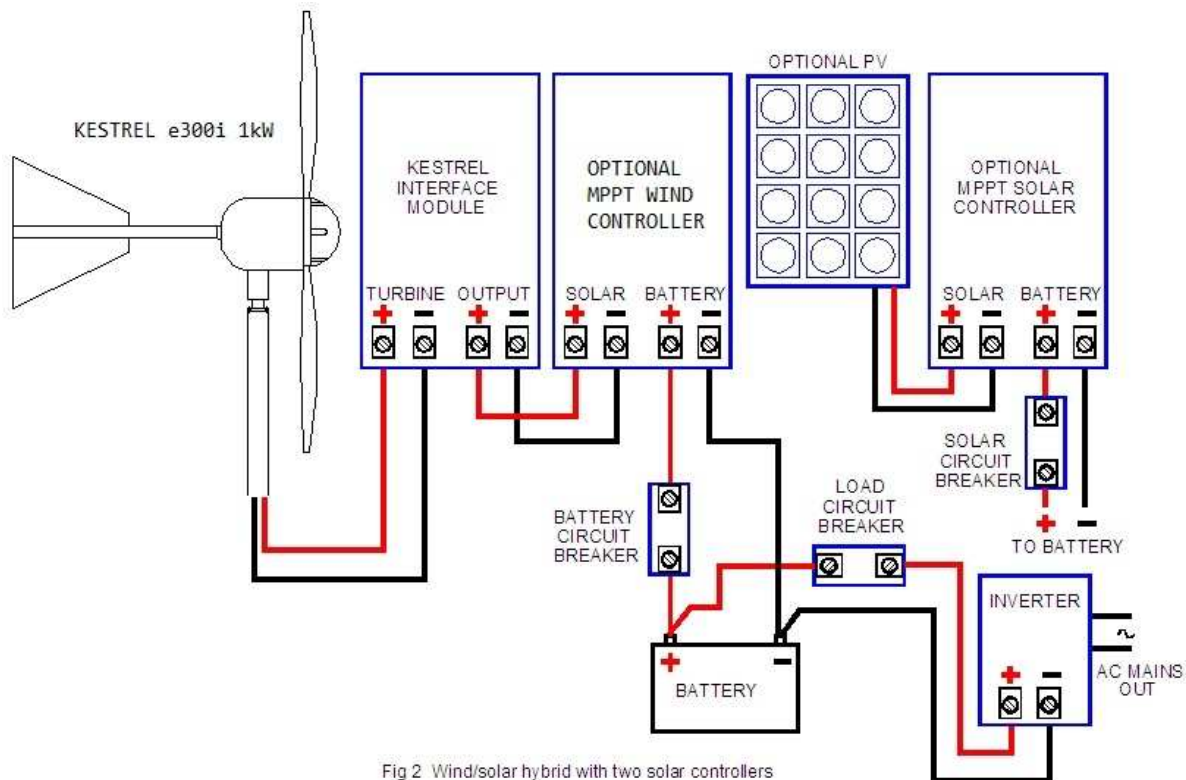 OPTIONAL PV
KESTREL e300i 1kW
KESTREL
INTERFACE
MODULE
TURBINE OUTPUT
+ − + −
OPTIONAL
MPPT WIND
CONTROLLER
SOLAR BATTERY
+ − + −
OPTIONAL
MPPT SOLAR
CONTROLLER
SOLAR BATTERY
+ − + −
SOLAR
CIRCUIT
BREAKER
+ −
TO BATTERY
BATTERY
CIRCUIT
BREAKER
LOAD
CIRCUIT
BREAKER
INVERTER
~
+ −
AC MAINS
OUT
+ −
BATTERY
Fig 2 Wind/solar hybrid with two solar controllers